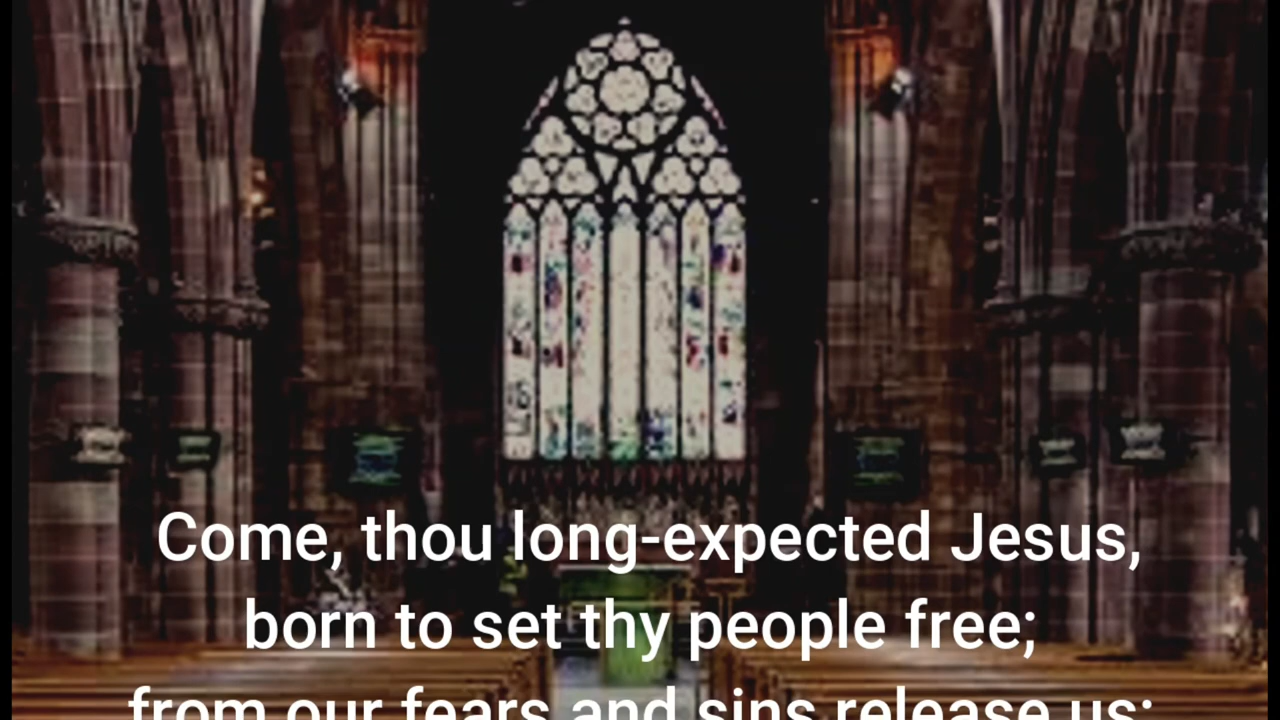 Come, thou long-expected Jesus,
born to set thy people free;
from our fears and sins release us;